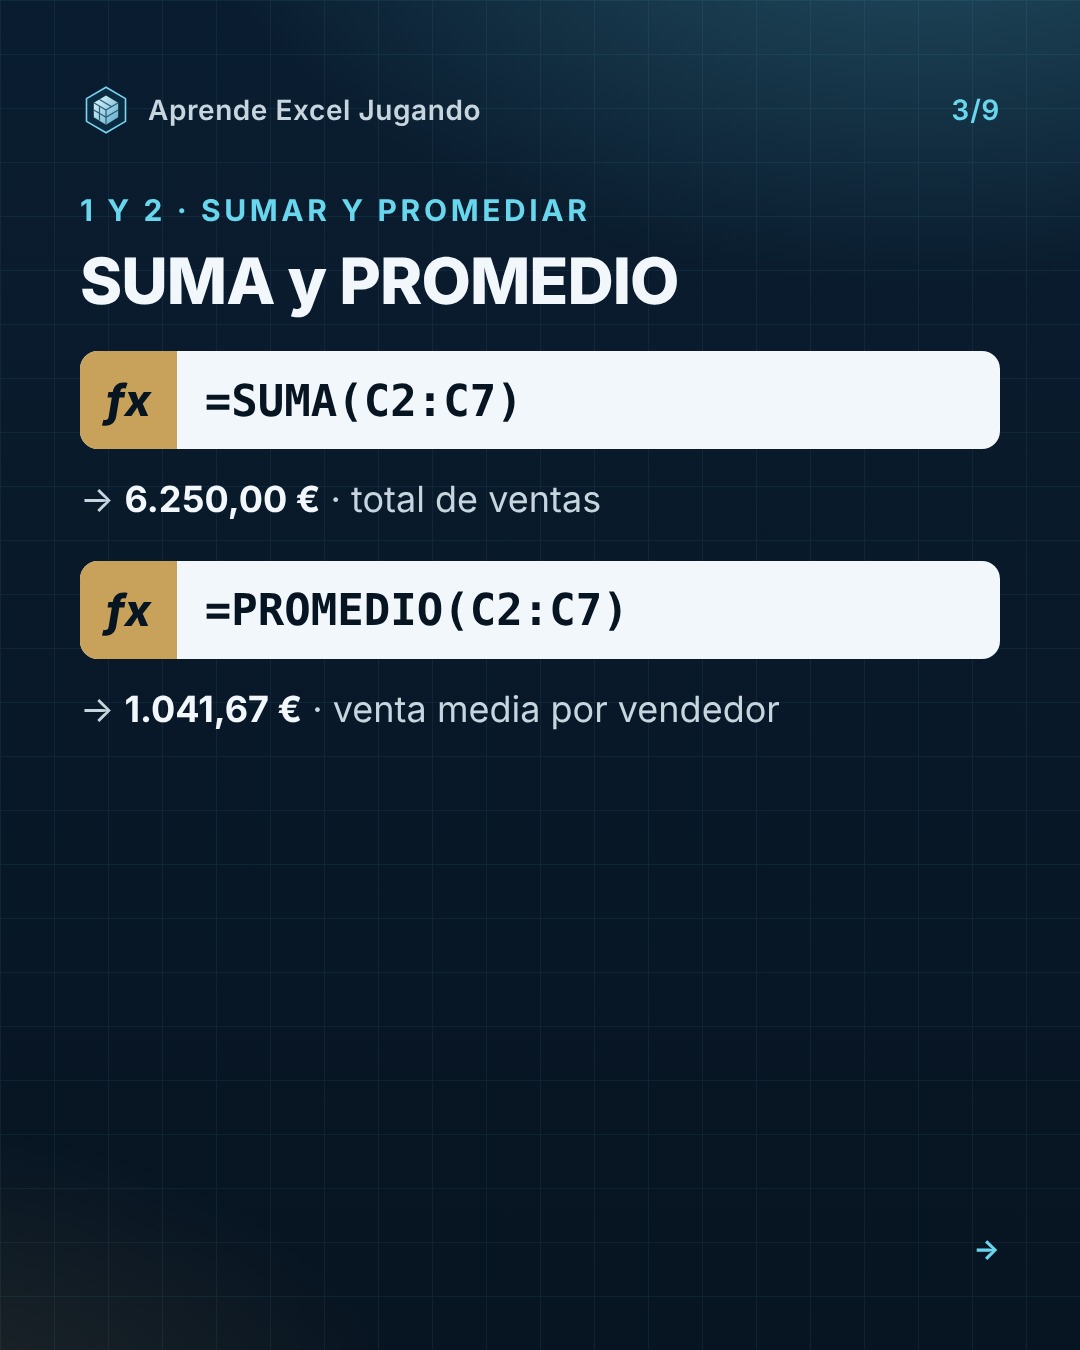 Aprende Excel Jugando
3/9
1 Y 2 · SUMAR Y PROMEDIAR
SUMA y PROMEDIO
fx =SUMA(C2:C7)
→ 6.250,00 € · total de ventas
fx =PROMEDIO(C2:C7)
→ 1.041,67 € · venta media por vendedor
→